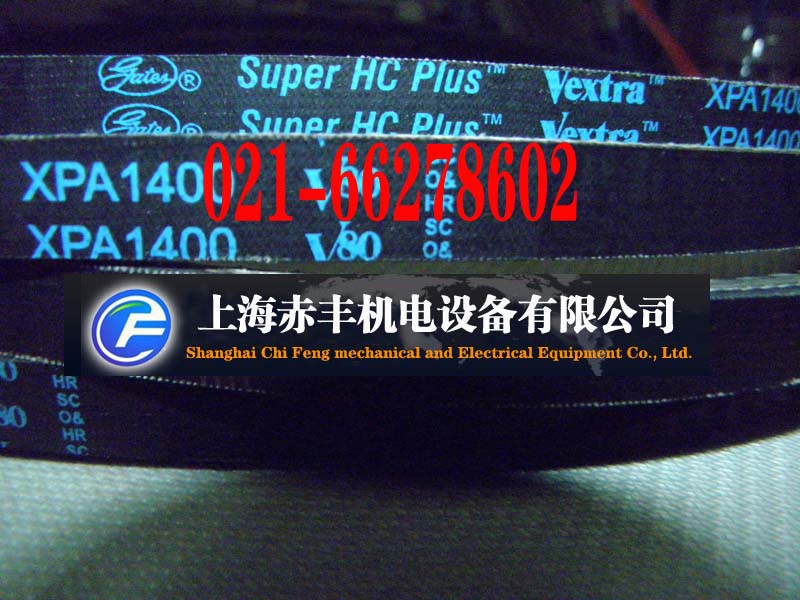 Gates® Super HC Plus™ Vextra™ XPA1400
Gates® Super HC Plus™ Vextra™ XPA1400
XPA1400 V80 O& HR
XPA1400 V80 SC O&
021-66278602
上海赤丰机电设备有限公司
Shanghai Chi Feng mechanical and Electrical Equipment Co., Ltd.
HR
SC
80 O&
HR
SC